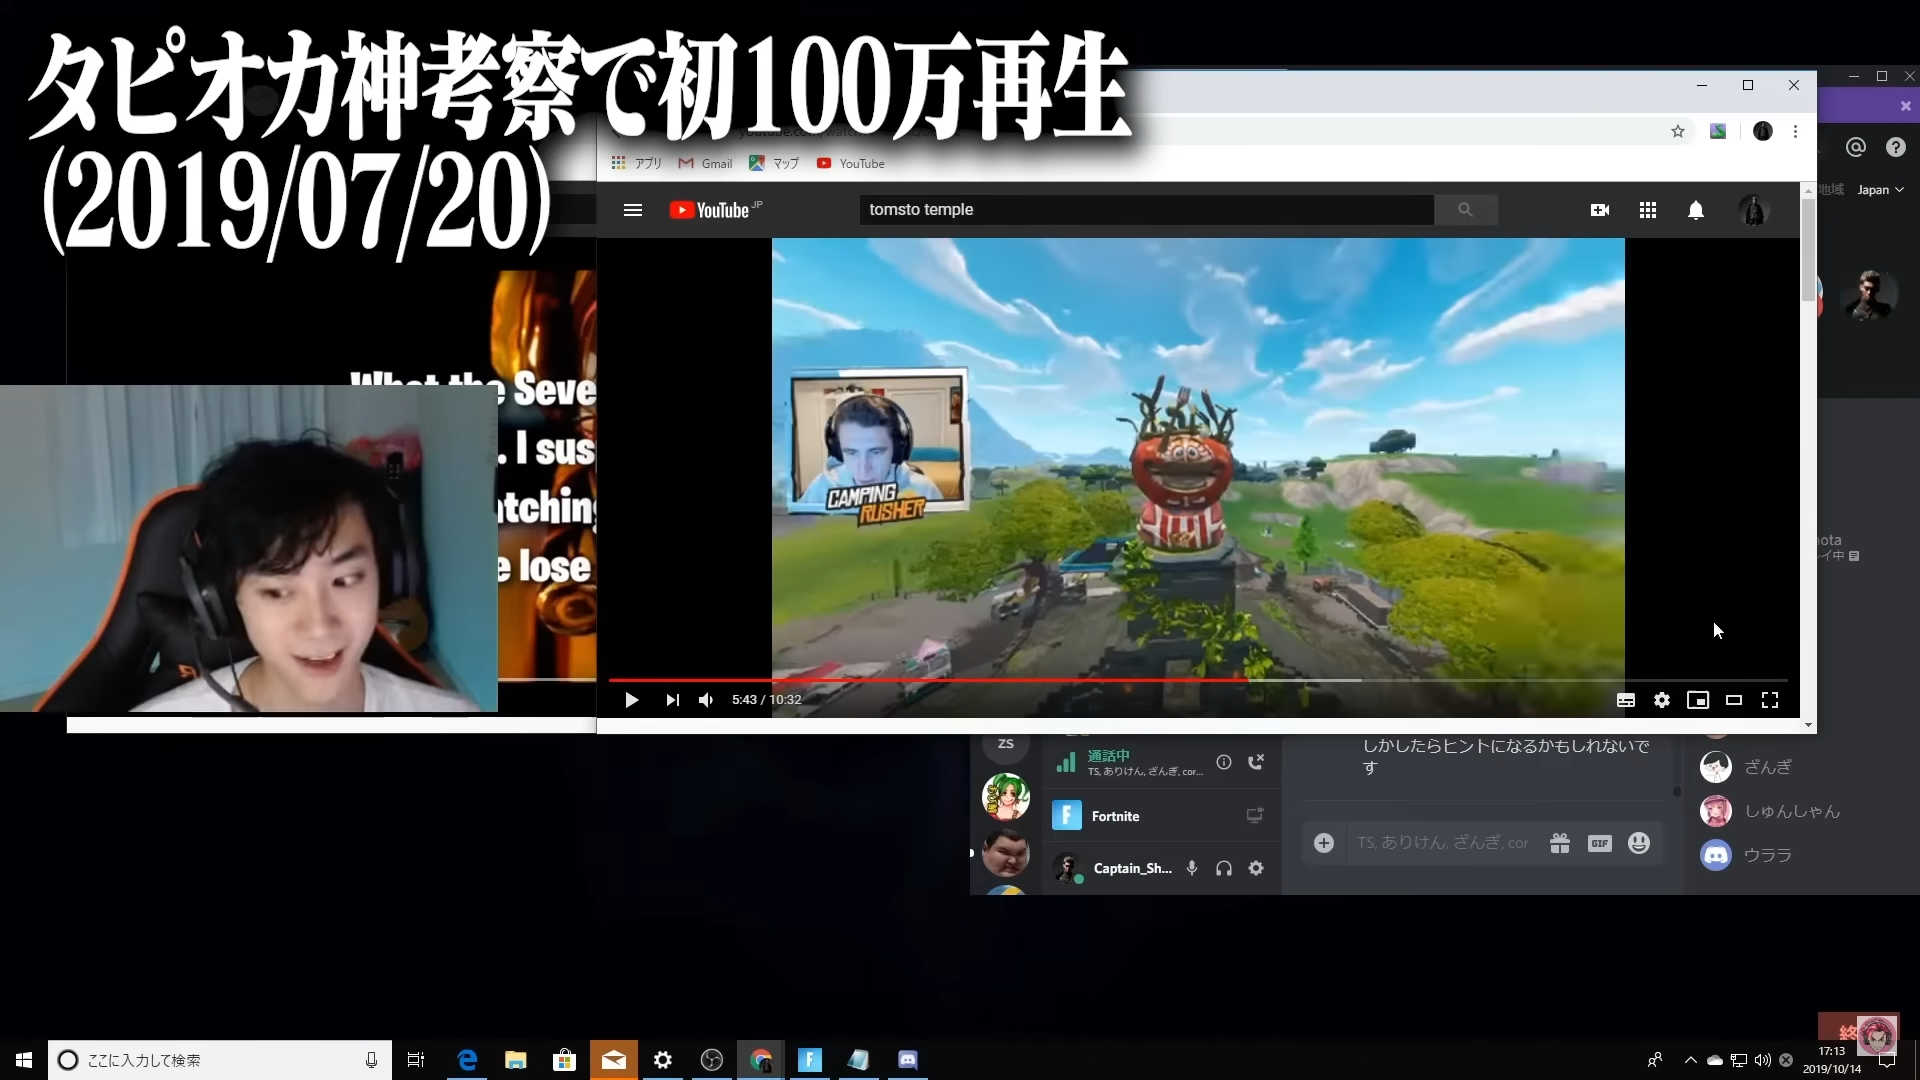 タピオカ神考察で初100万再生
(2019/07/20)
アプリ Gmail マップ YouTube
YouTube JP
tomsto temple
地域 Japan
What the Seve
. I sus
atching
e lose
CAMPING
RUSHER
5:43 / 10:32
イ中
ZS
通話中
TS, ありけん, ざんぎ, cor...
Fortnite
Captain_Sh...
しかしたらヒントになるかもしれないで
す
TS, ありけん, ざんぎ, cor
GIF
ざんぎ
しゅんしゃん
ウララ
終
ここに入力して検索
17:13
2019/10/14